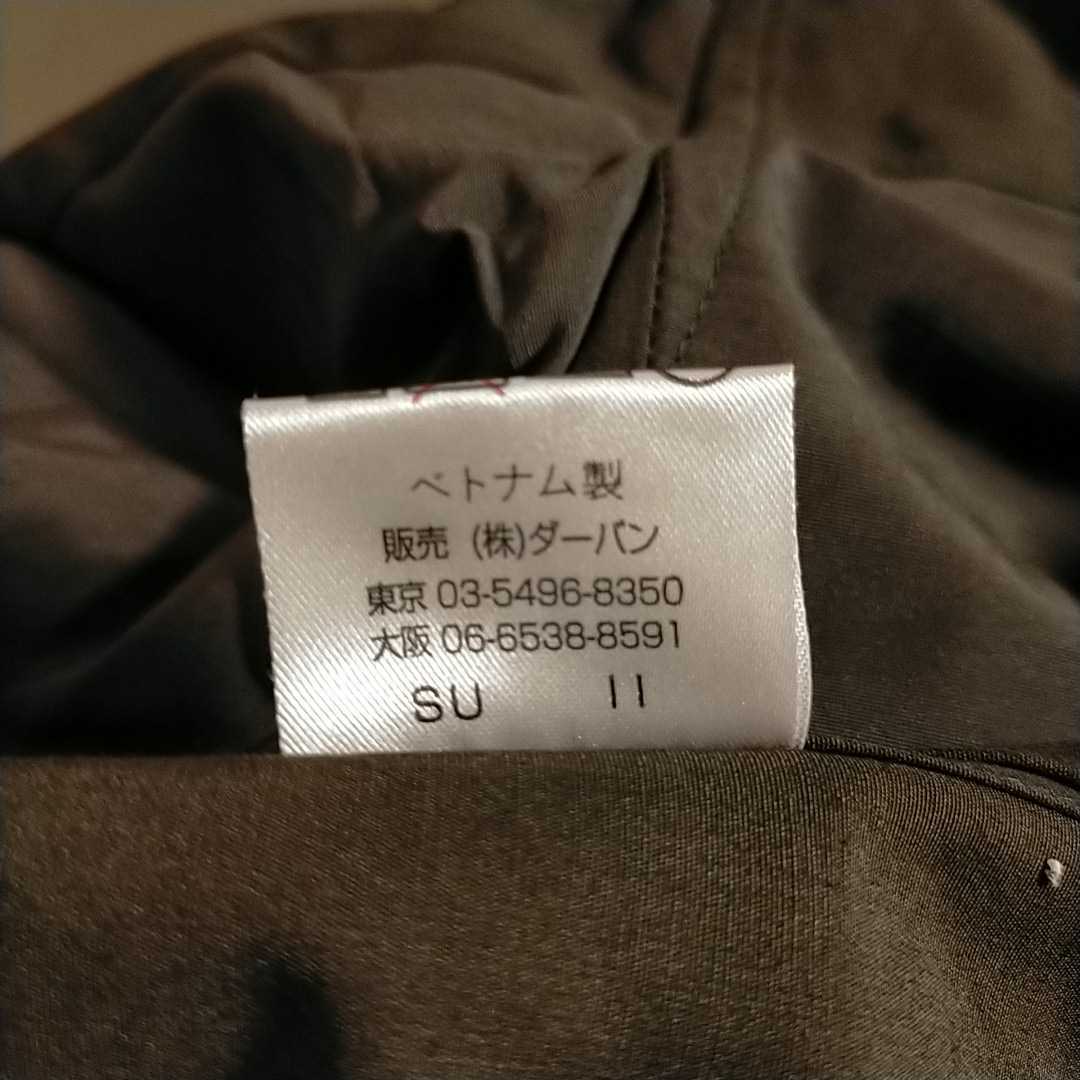 ベトナム製
販売 (株)ダーバン
東京 03-5496-8350
大阪 06-6538-8591
SU 11